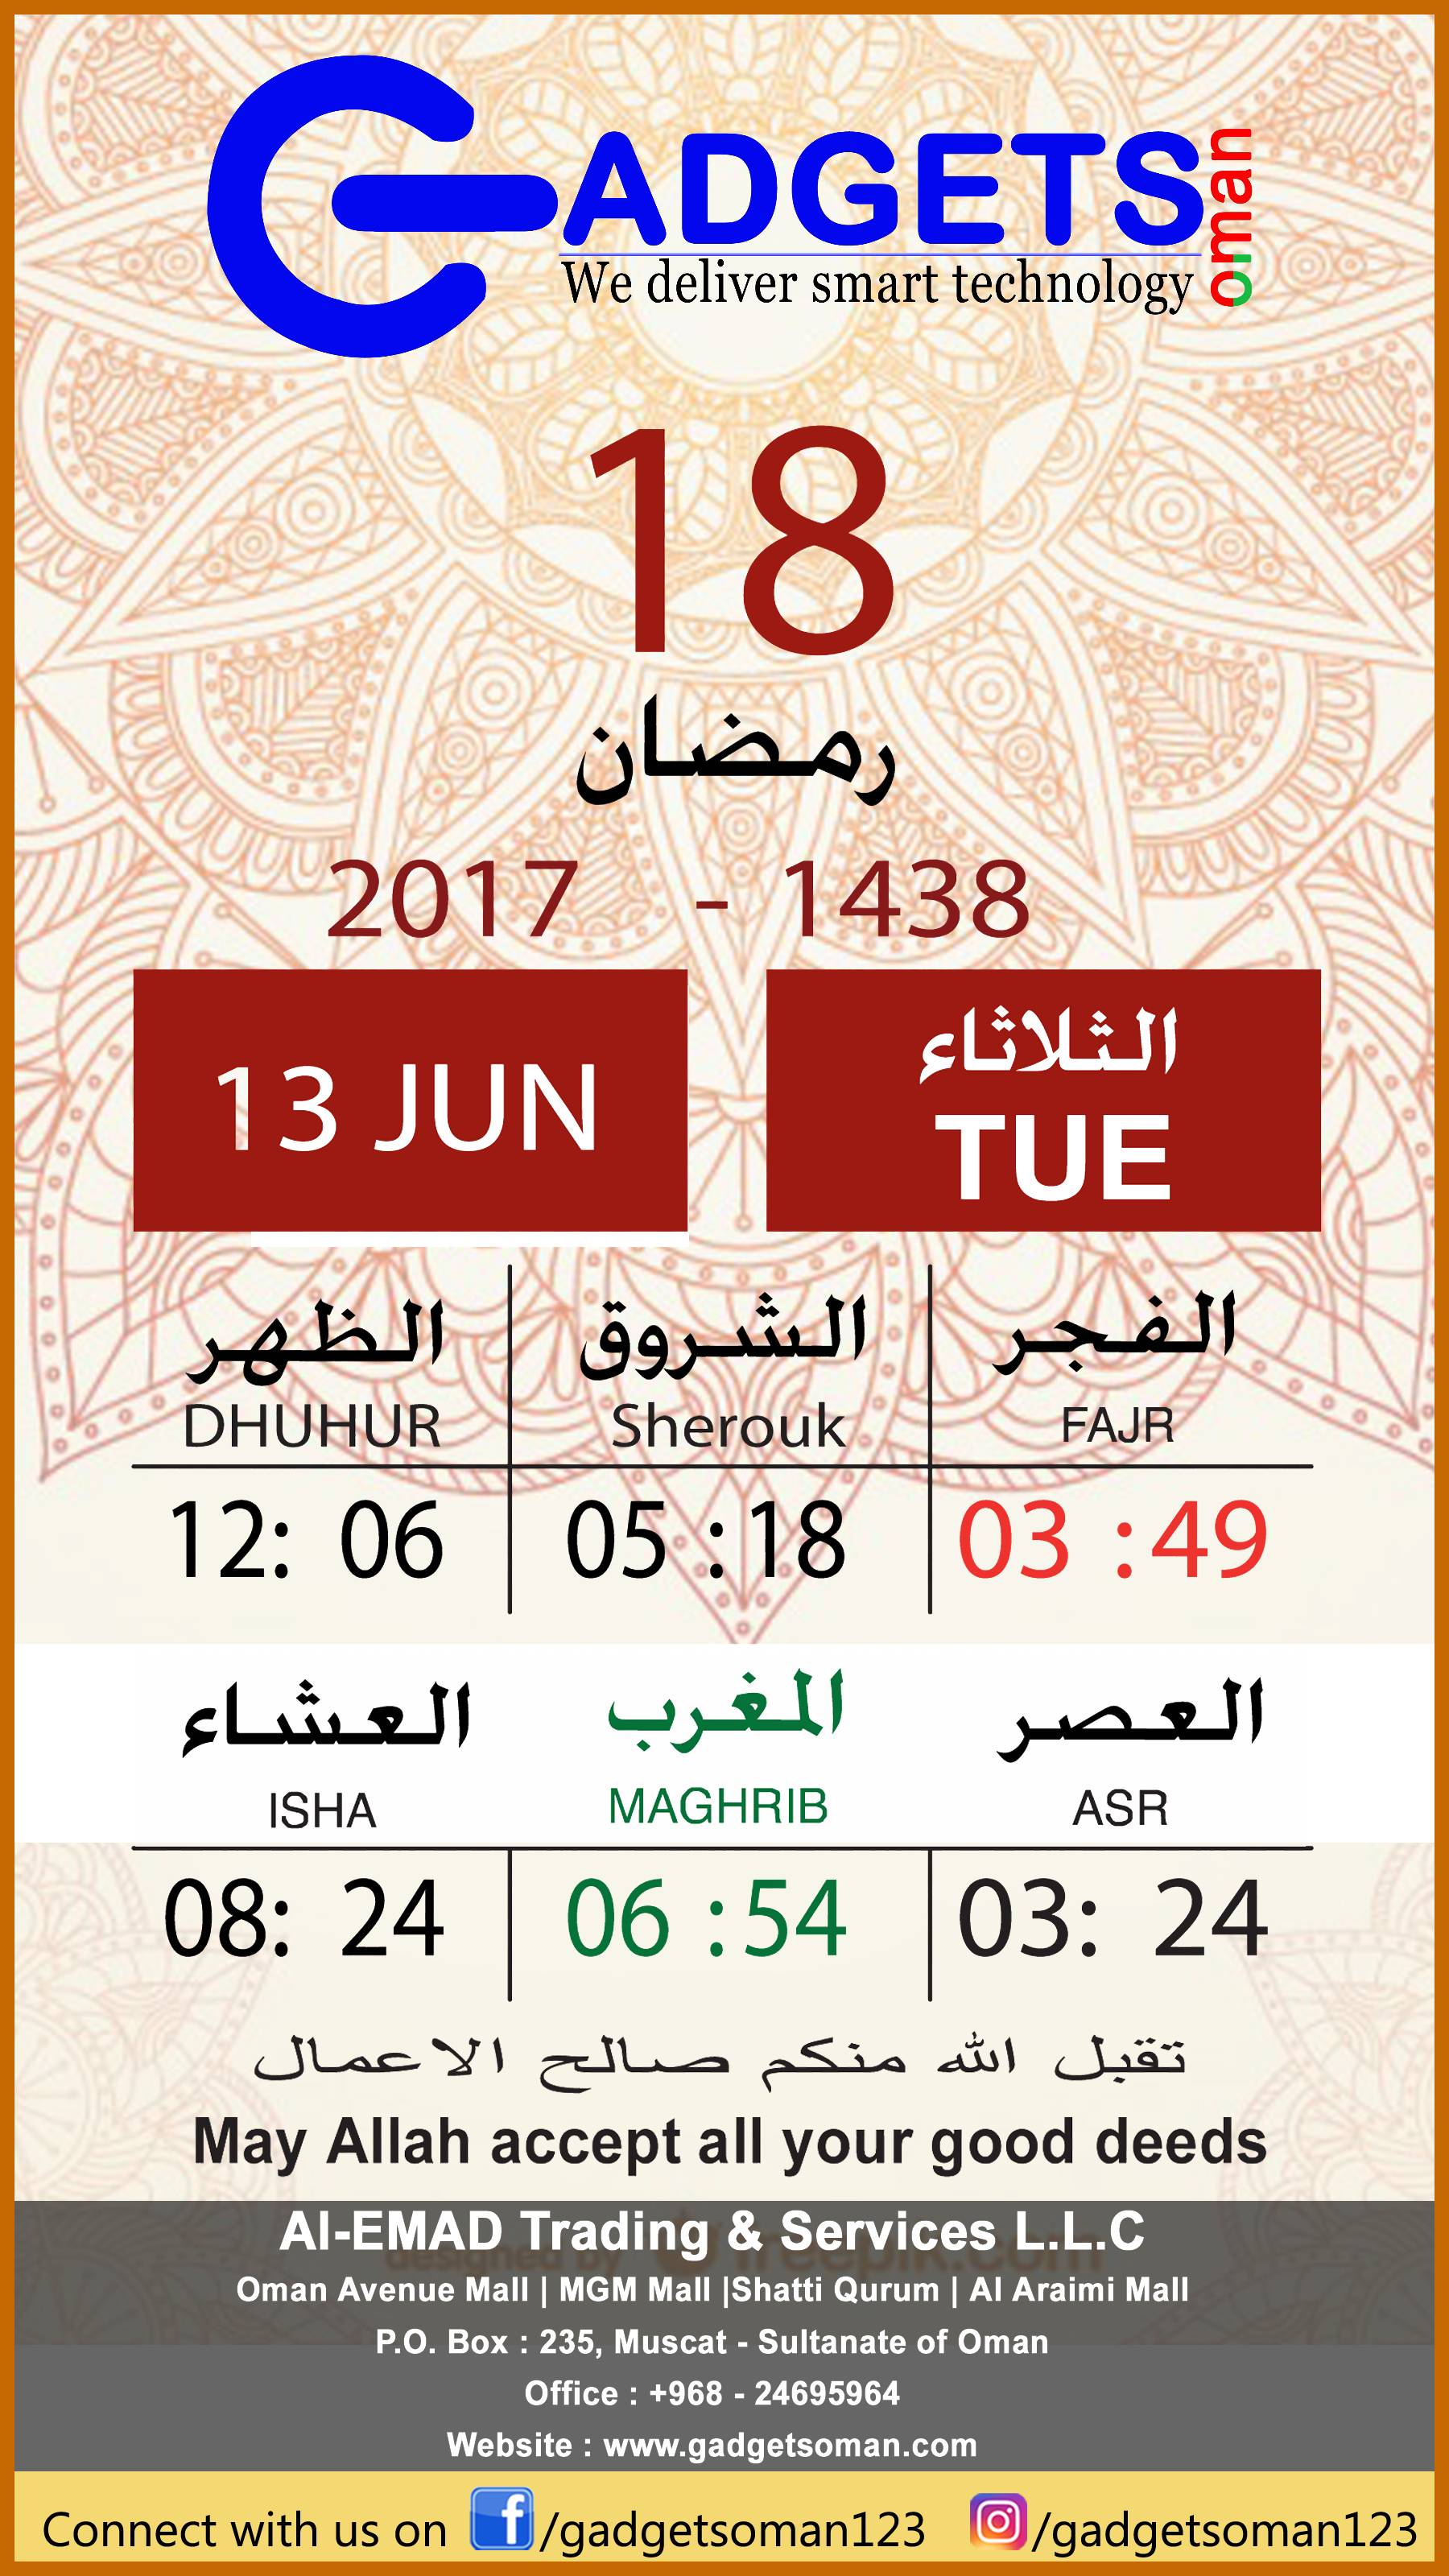 GADGETS oman
We deliver smart technology
18
رمضان
2017 - 1438
13 JUN
الثلاثاء
TUE
الظهر الشروق الفجر
DHUHUR Sherouk FAJR
12: 06 05 :18 03 :49
العشاء المغرب العصر
ISHA MAGHRIB ASR
08: 24 06 :54 03: 24
تقبل الله منكم صالح الاعمال
May Allah accept all your good deeds
Al-EMAD Trading & Services L.L.C
designed by freepik.com
Oman Avenue Mall | MGM Mall |Shatti Qurum | Al Araimi Mall
P.O. Box : 235, Muscat - Sultanate of Oman
Office : +968 - 24695964
Website : www.gadgetsoman.com
Connect with us on f /gadgetsoman123 /gadgetsoman123